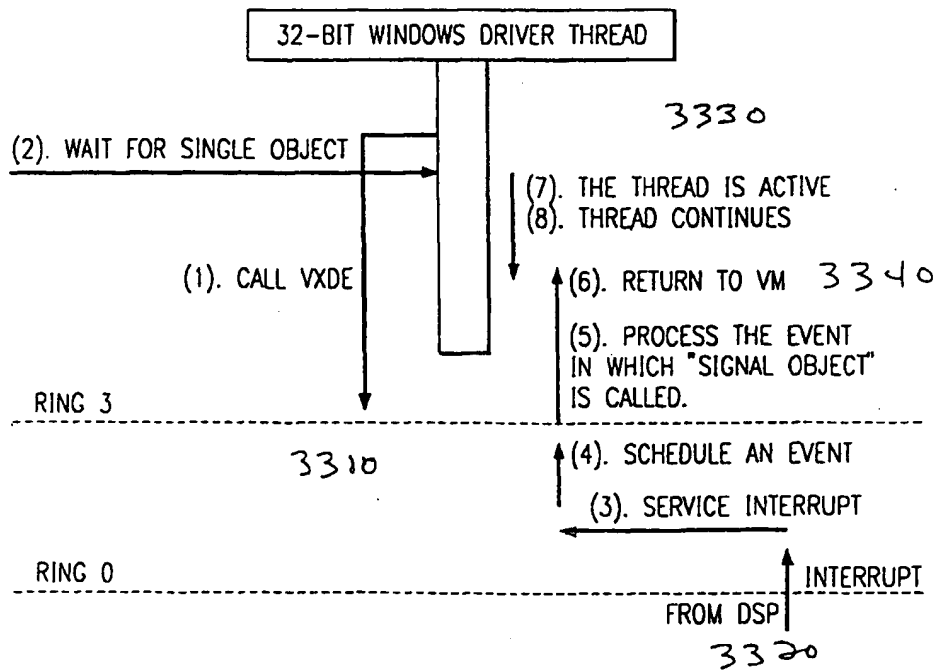 32-BIT WINDOWS DRIVER THREAD
3330
(2). WAIT FOR SINGLE OBJECT
(7). THE THREAD IS ACTIVE
(8). THREAD CONTINUES
(1). CALL VXDE
(6). RETURN TO VM 3340
(5). PROCESS THE EVENT
IN WHICH "SIGNAL OBJECT"
IS CALLED.
RING 3
3310
(4). SCHEDULE AN EVENT
(3). SERVICE INTERRUPT
RING 0
INTERRUPT
FROM DSP
3320